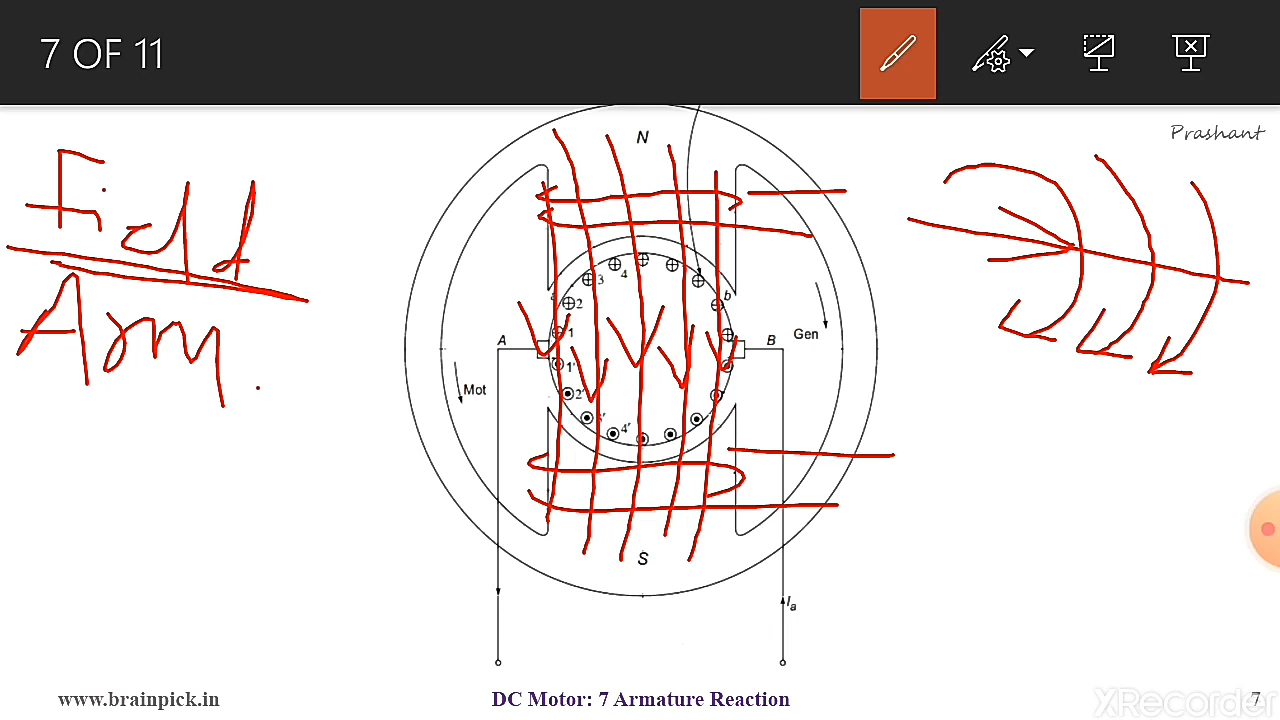 7 OF 11
Prashant
Field
Arm.
N
a
b
4
3
2
1
A
B
Gen
Mot
1'
2'
3'
4'
S
Ia
www.brainpick.in
DC Motor: 7 Armature Reaction
7
XRecorder